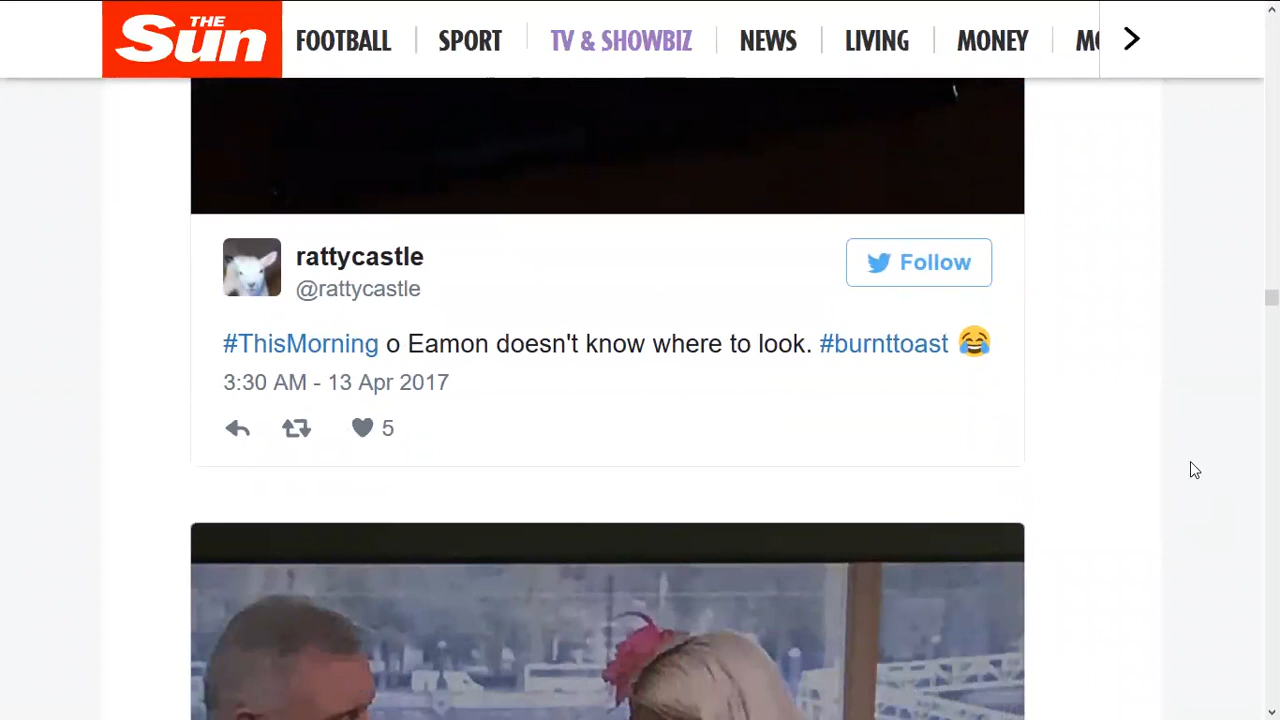 THE
Sun
FOOTBALL
SPORT
TV & SHOWBIZ
NEWS
LIVING
MONEY
rattycastle
Follow
@rattycastle
#ThisMorning o Eamon doesn't know where to look. #burnttoast 😂
3:30 AM - 13 Apr 2017
5